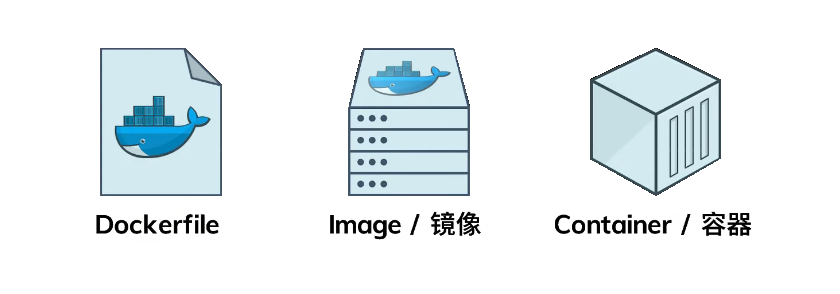 Dockerfile
Image / 镜像
Container / 容器